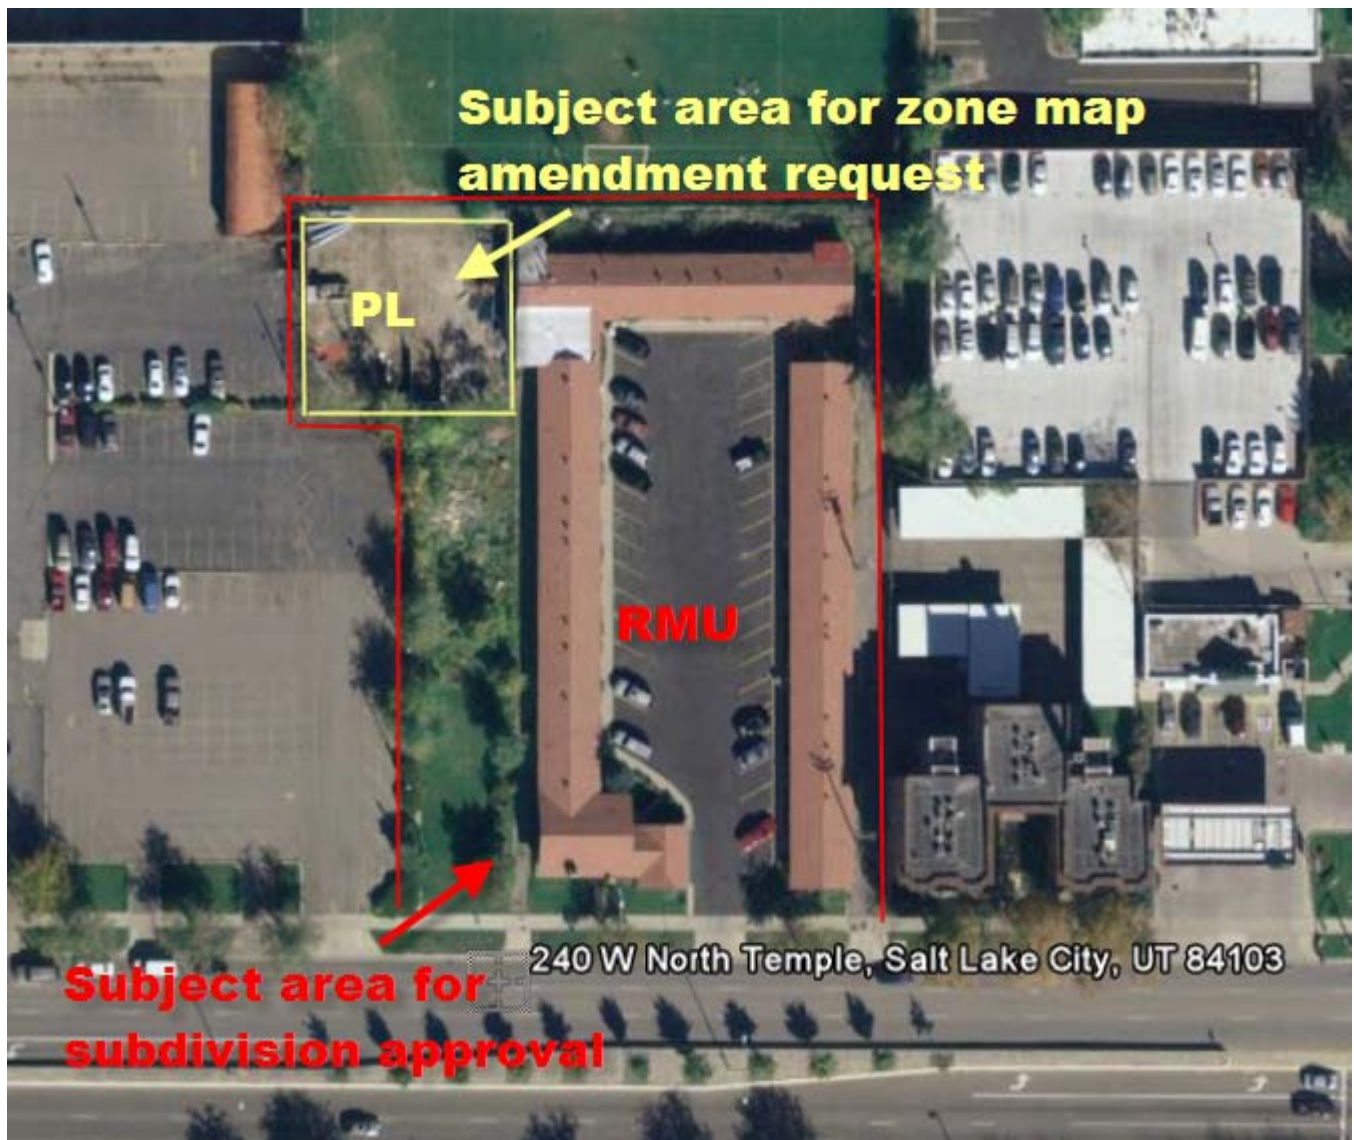 Subject area for zone map
amendment request
PL
RMU
240 W North Temple, Salt Lake City, UT 84103
Subject area for
subdivision approval